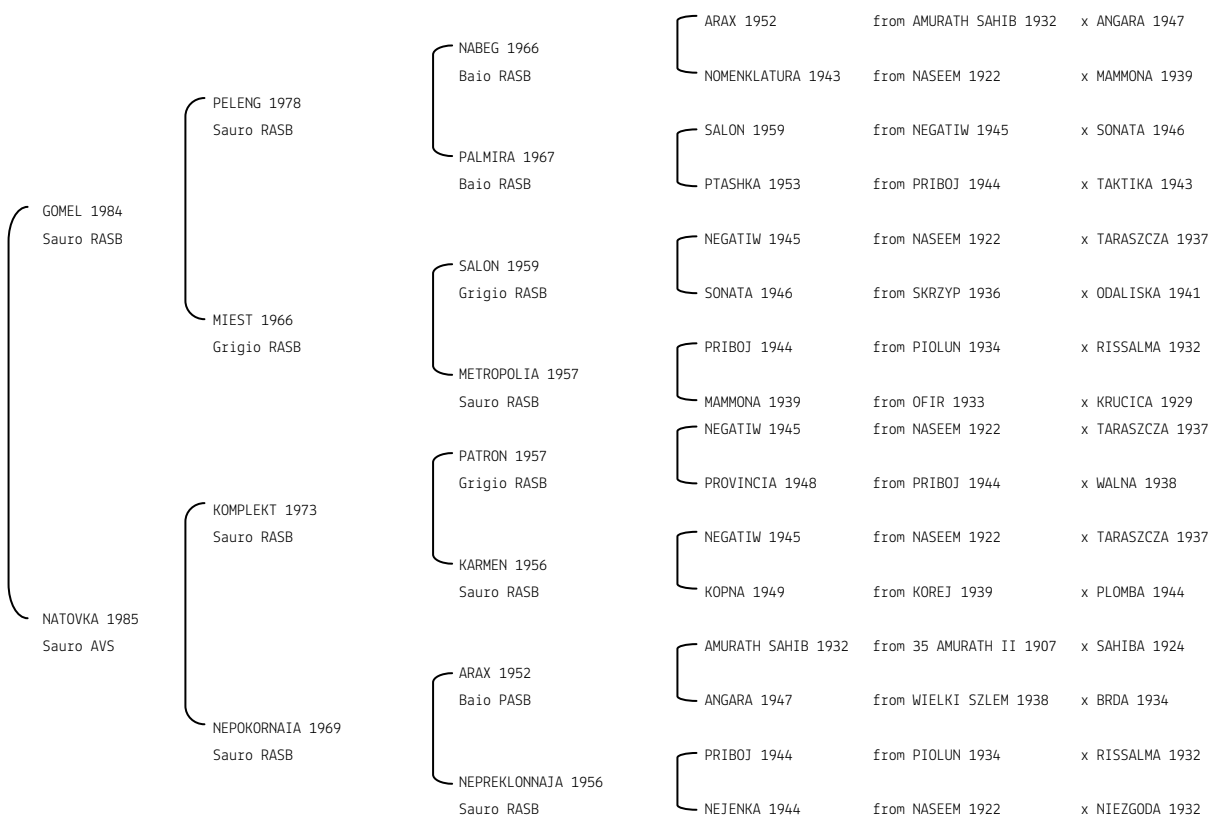 ARAX 1952 from AMURATH SAHIB 1932 x ANGARA 1947
NABEG 1966
Baio RASB NOMENKLATURA 1943 from NASEEM 1922 x MAMMONA 1939
PELENG 1978
Sauro RASB SALON 1959 from NEGATIW 1945 x SONATA 1946
PALMIRA 1967
Baio RASB PTASHKA 1953 from PRIBOJ 1944 x TAKTIKA 1943
GOMEL 1984
Sauro RASB NEGATIW 1945 from NASEEM 1922 x TARASZCZA 1937
SALON 1959
Grigio RASB SONATA 1946 from SKRZYP 1936 x ODALISKA 1941
MIEST 1966
Grigio RASB PRIBOJ 1944 from PIOLUN 1934 x RISSALMA 1932
METROPOLIA 1957
Sauro RASB MAMMONA 1939 from OFIR 1933 x KRUCICA 1929
NEGATIW 1945 from NASEEM 1922 x TARASZCZA 1937
PATRON 1957
Grigio RASB PROVINCIA 1948 from PRIBOJ 1944 x WALNA 1938
KOMPLEKT 1973
Sauro RASB NEGATIW 1945 from NASEEM 1922 x TARASZCZA 1937
KARMEN 1956
Sauro RASB KOPNA 1949 from KOREJ 1939 x PLOMBA 1944
NATOVKA 1985
Sauro AVS AMURATH SAHIB 1932 from 35 AMURATH II 1907 x SAHIBA 1924
ARAX 1952
Baio PASB ANGARA 1947 from WIELKI SZLEM 1938 x BRDA 1934
NEPOKORNAIA 1969
Sauro RASB PRIBOJ 1944 from PIOLUN 1934 x RISSALMA 1932
NEPREKLONNAJA 1956
Sauro RASB NEJENKA 1944 from NASEEM 1922 x NIEZGODA 1932